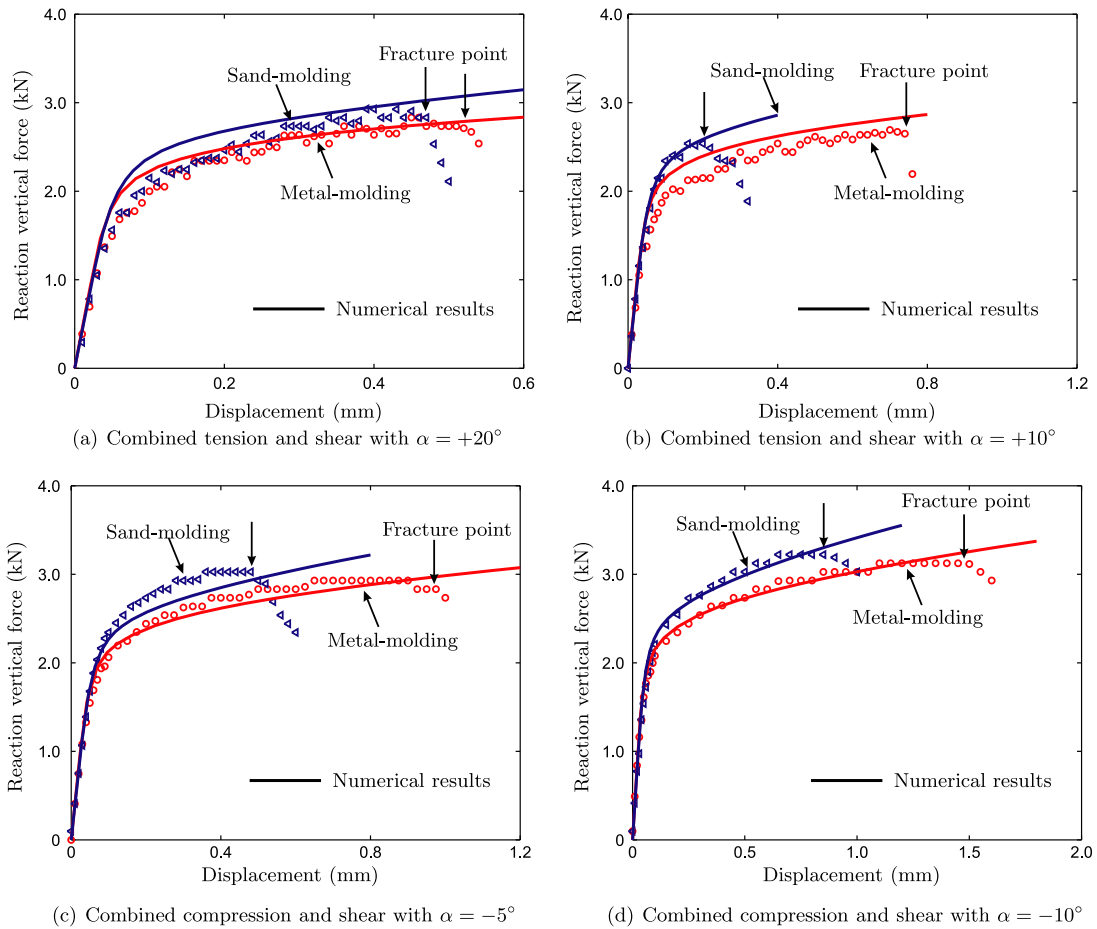 4.0
3.0
2.0
1.0
0
Reaction vertical force (kN)
Sand-molding
Fracture point
Metal-molding
Numerical results
0
0.2
0.4
0.6
Displacement (mm)
(a) Combined tension and shear with α = +20°
4.0
3.0
2.0
1.0
0
Reaction vertical force (kN)
Sand-molding
Fracture point
Metal-molding
Numerical results
0
0.4
0.8
1.2
Displacement (mm)
(b) Combined tension and shear with α = +10°
4.0
3.0
2.0
1.0
0
Reaction vertical force (kN)
Sand-molding
Fracture point
Metal-molding
Numerical results
0
0.4
0.8
1.2
Displacement (mm)
(c) Combined compression and shear with α = −5°
4.0
3.0
2.0
1.0
0
Reaction vertical force (kN)
Sand-molding
Fracture point
Metal-molding
Numerical results
0
0.5
1.0
1.5
2.0
Displacement (mm)
(d) Combined compression and shear with α = −10°